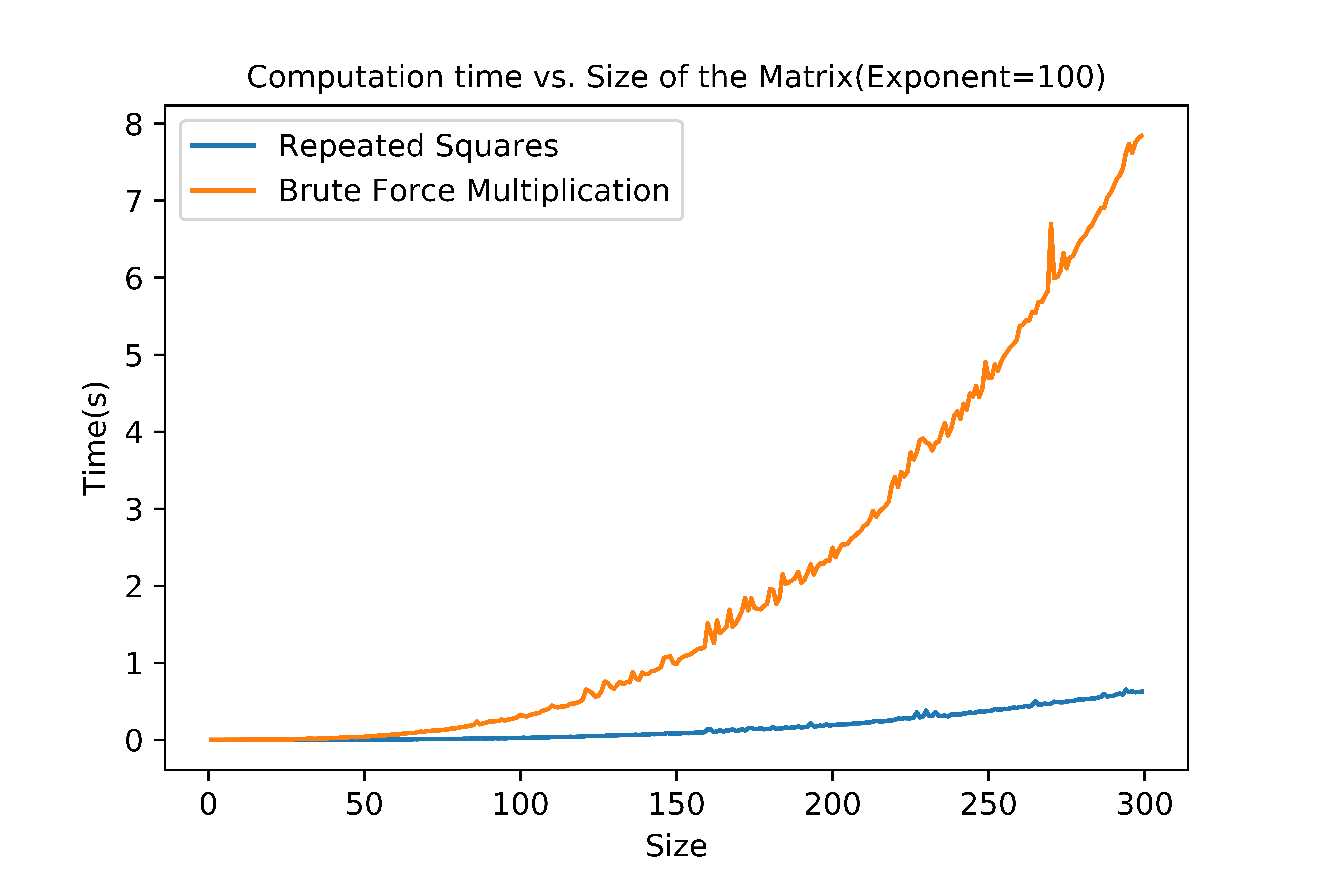 Computation time vs. Size of the Matrix(Exponent=100)
Repeated Squares
Brute Force Multiplication
8
7
6
5
4
3
2
1
0
Time(s)
0 50 100 150 200 250 300
Size